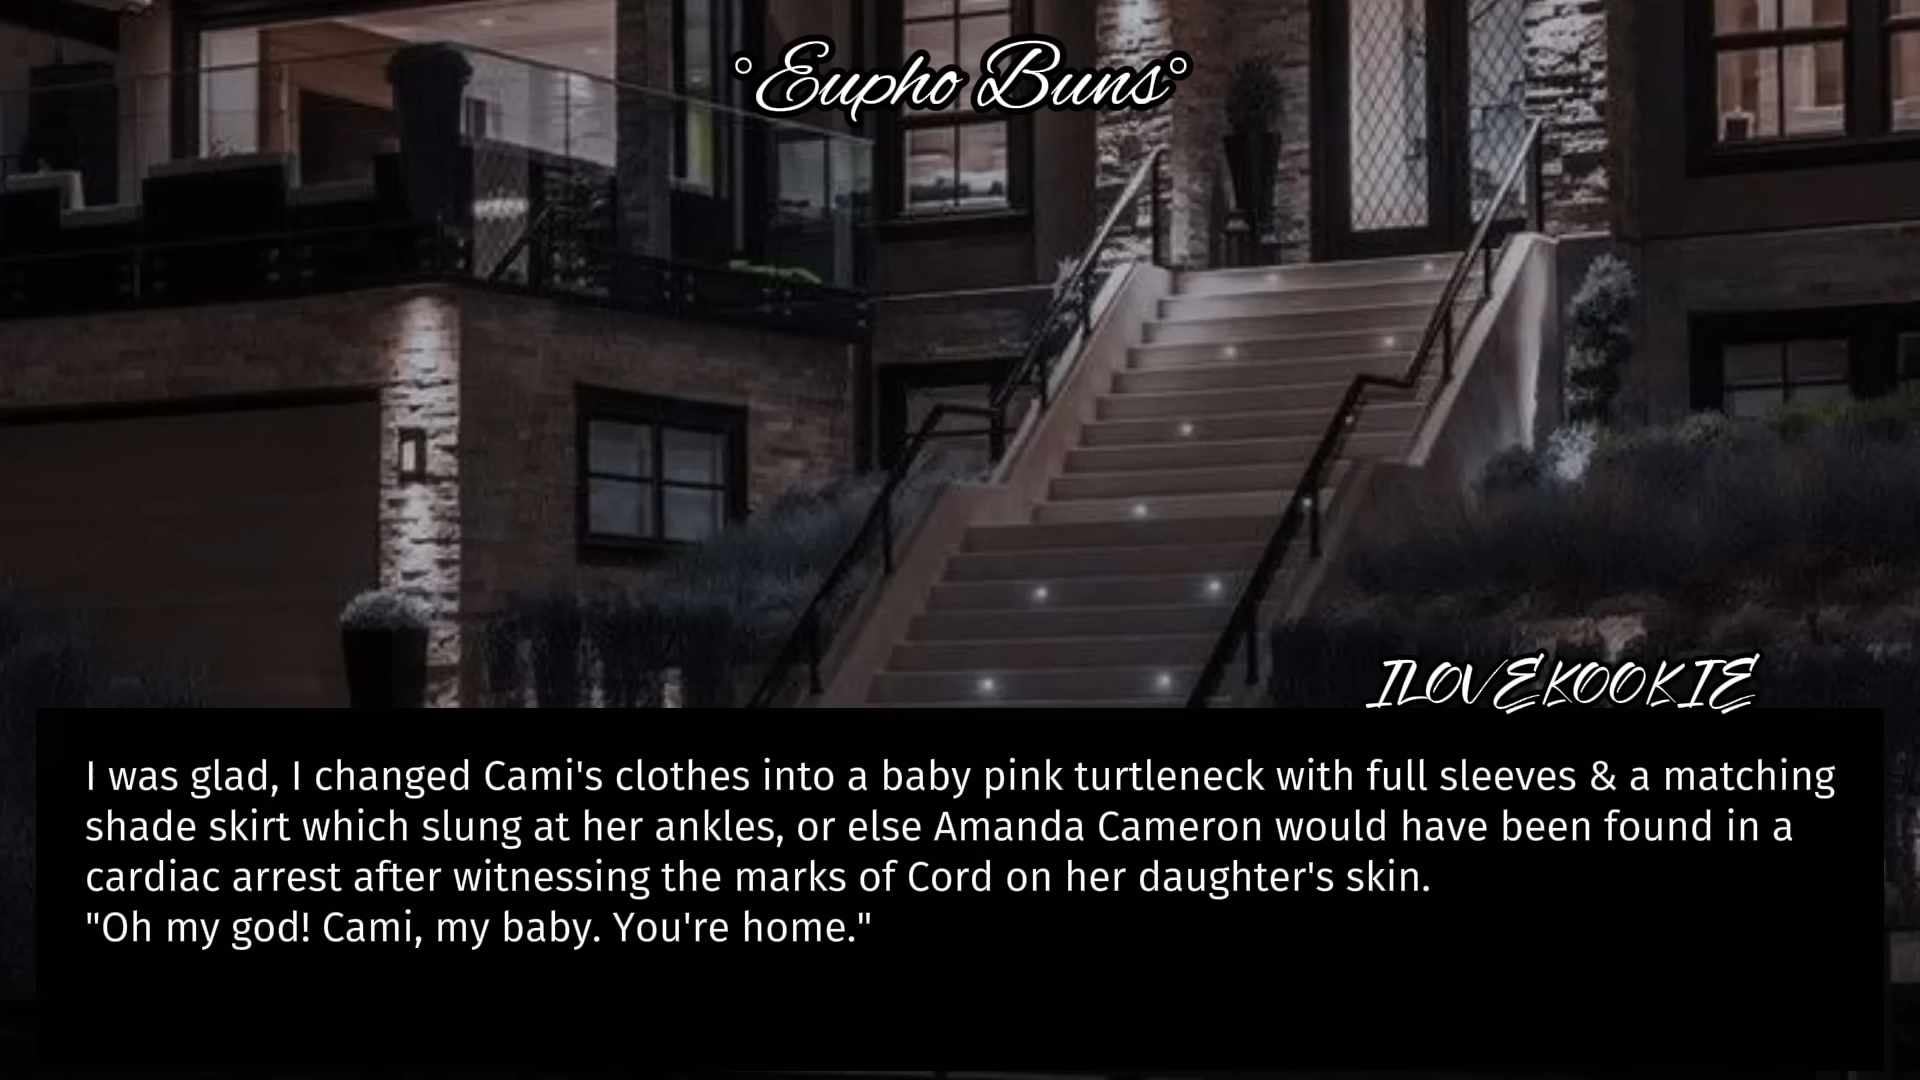 °Eupho Buns°
ILOVEKOOKIE
I was glad, I changed Cami's clothes into a baby pink turtleneck with full sleeves & a matching
shade skirt which slung at her ankles, or else Amanda Cameron would have been found in a
cardiac arrest after witnessing the marks of Cord on her daughter's skin.
"Oh my god! Cami, my baby. You're home."